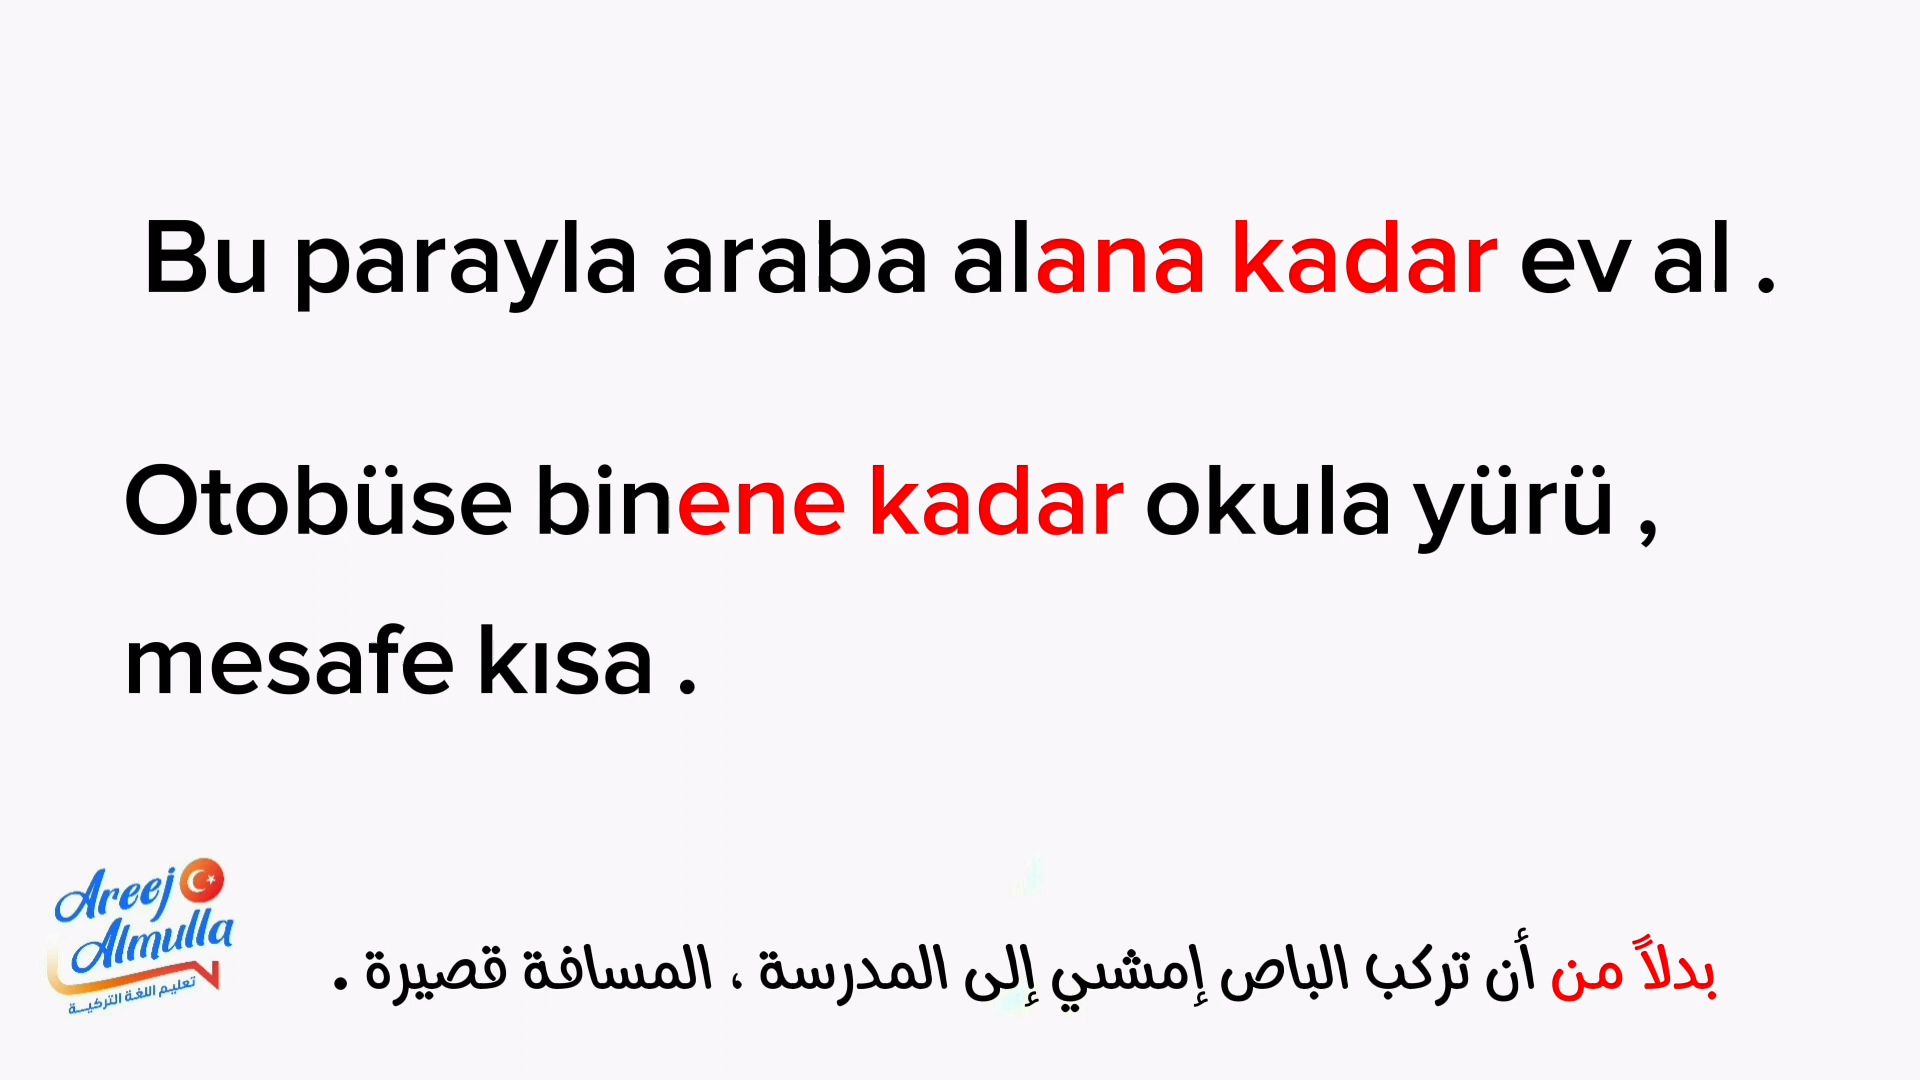 Bu parayla araba alana kadar ev al .
Otobüse binene kadar okula yürü ,
mesafe kısa .
بدلاً من أن تركب الباص إمشي إلى المدرسة ، المسافة قصيرة .
Areej
Almulla
تعليم اللغة التركيـة